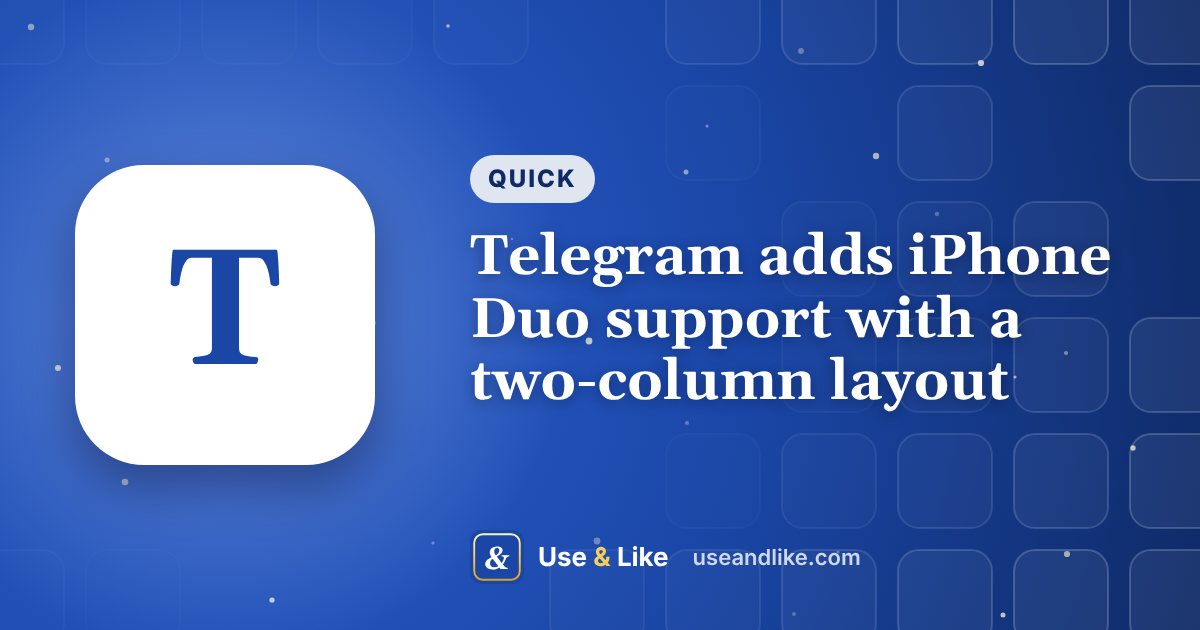 T
QUICK
Telegram adds iPhone
Duo support with a
two-column layout
& Use & Like useandlike.com